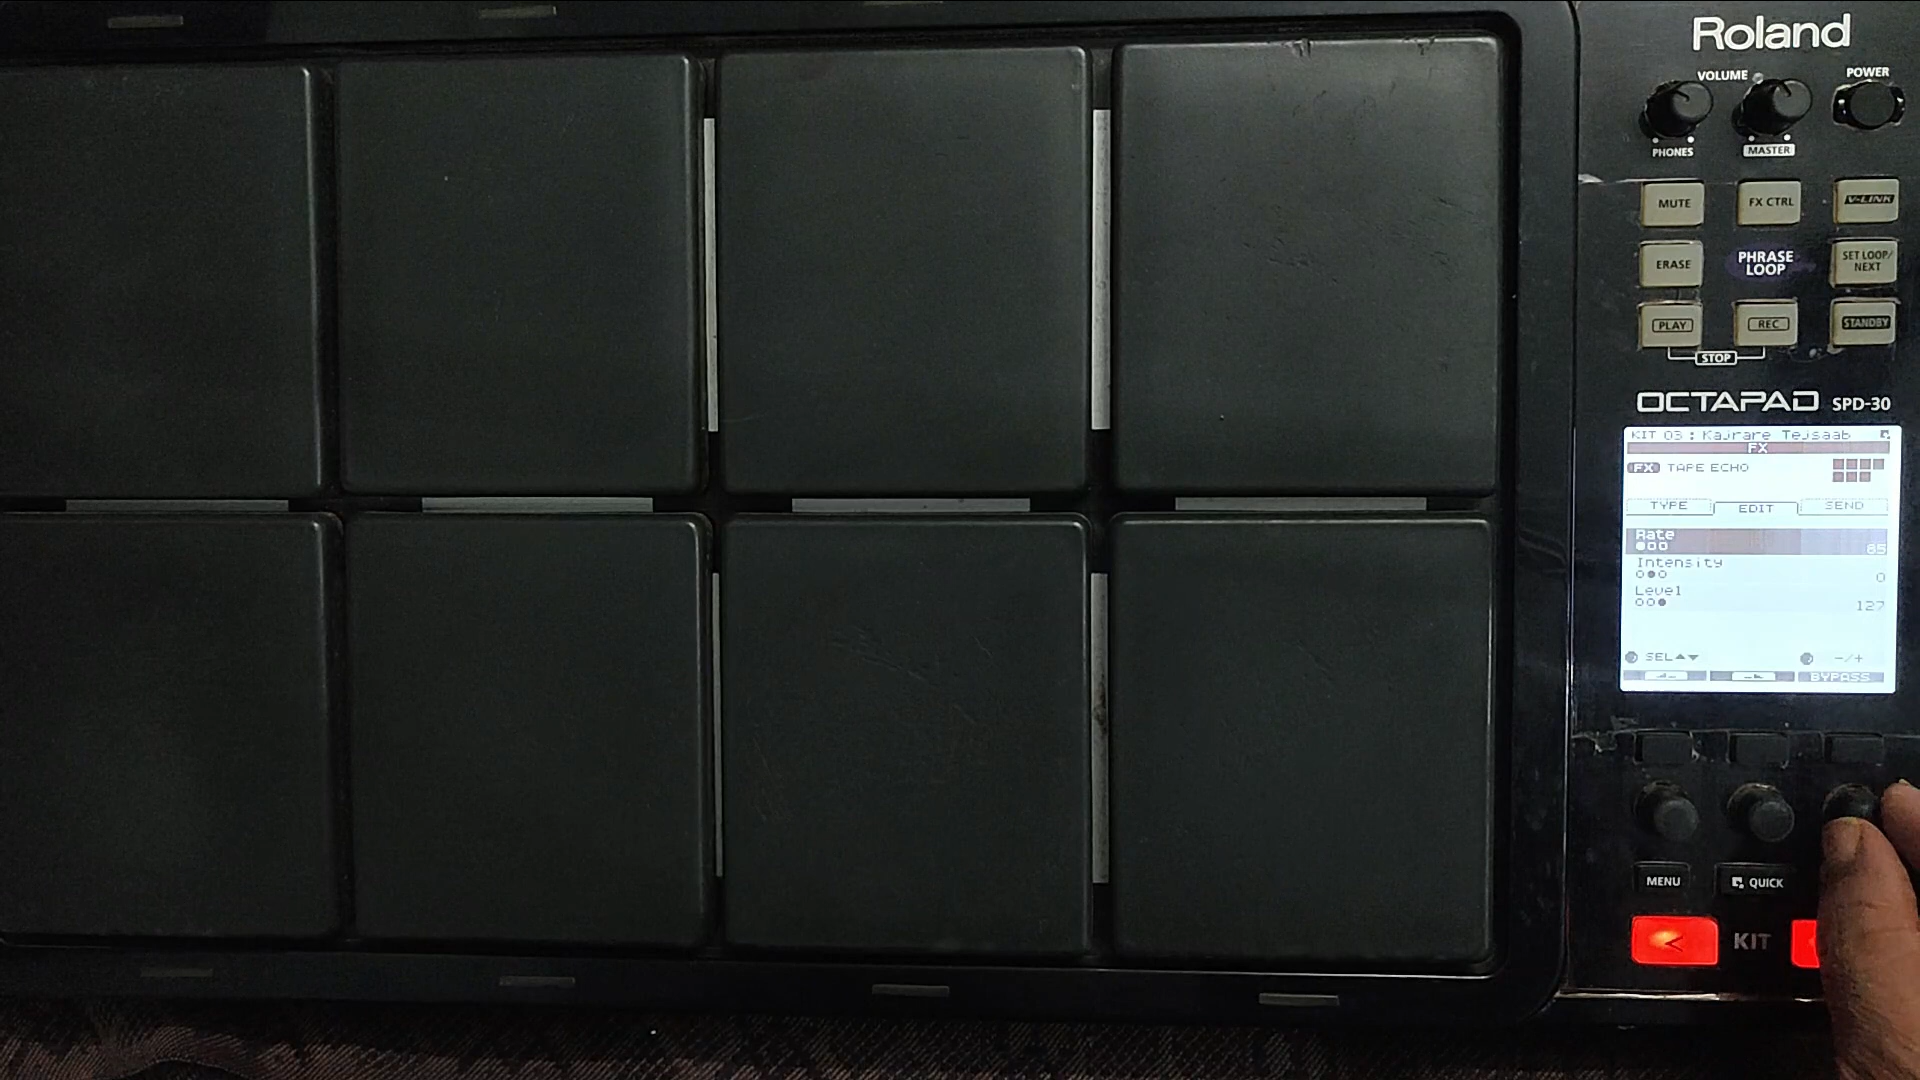 Roland
VOLUME
POWER
PHONES
MASTER
MUTE
FX CTRL
V-LINK
ERASE
PHRASE
LOOP
SET LOOP/
NEXT
PLAY
REC
STANDBY
STOP
OCTAPAD SPD-30
KIT 03 : Kajrare Tejsaab
FX
FX TAPE ECHO
TYPE EDIT SEND
Rate
85
Intensity
0
Level
127
SEL▲▼ -/+
BYPASS
MENU
QUICK
< KIT